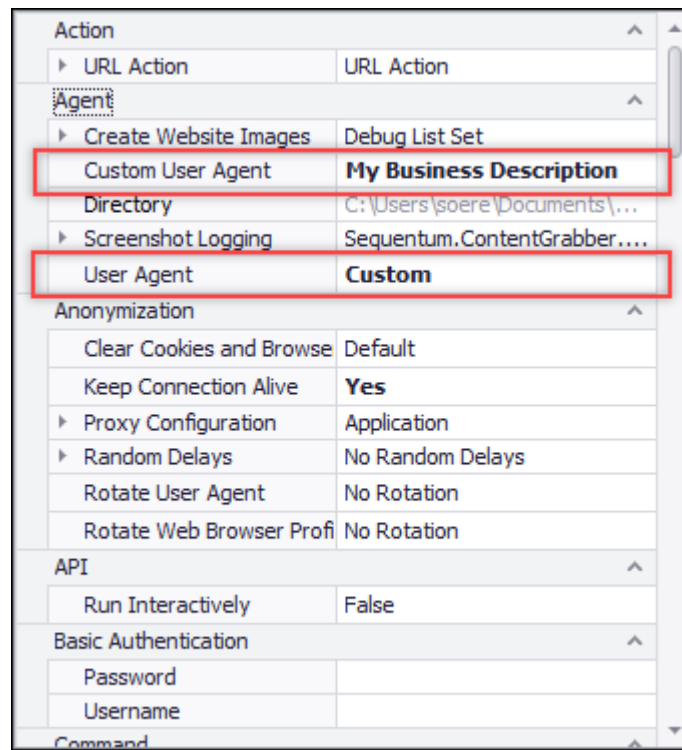 Action
URL Action URL Action
Agent
Create Website Images Debug List Set
Custom User Agent My Business Description
Directory C:\Users\soere\Documents\...
Screenshot Logging Sequentum.ContentGrabber....
User Agent Custom
Anonymization
Clear Cookies and Browse Default
Keep Connection Alive Yes
Proxy Configuration Application
Random Delays No Random Delays
Rotate User Agent No Rotation
Rotate Web Browser Profi No Rotation
API
Run Interactively False
Basic Authentication
Password
Username
Command